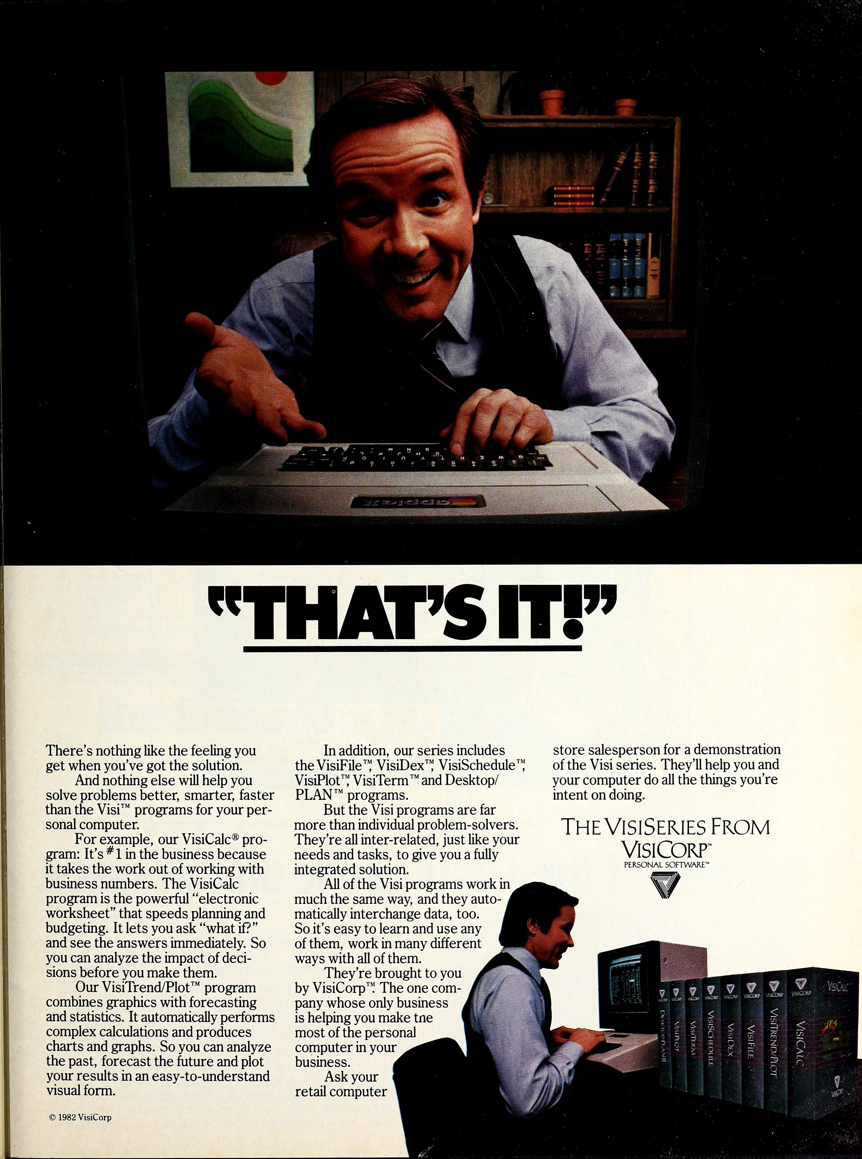 apple ][
“THAT’S IT!”
There’s nothing like the feeling you
get when you’ve got the solution.
And nothing else will help you
solve problems better, smarter, faster
than the Visi™ programs for your per-
sonal computer.
For example, our VisiCalc® pro-
gram: It’s #1 in the business because
it takes the work out of working with
business numbers. The VisiCalc
program is the powerful “electronic
worksheet” that speeds planning and
budgeting. It lets you ask “what if?”
and see the answers immediately. So
you can analyze the impact of deci-
sions before you make them.
Our VisiTrend/Plot™ program
combines graphics with forecasting
and statistics. It automatically performs
complex calculations and produces
charts and graphs. So you can analyze
the past, forecast the future and plot
your results in an easy-to-understand
visual form.
© 1982 VisiCorp
In addition, our series includes
the VisiFile™, VisiDex™, VisiSchedule™,
VisiPlot™, VisiTerm™ and Desktop/
PLAN™ programs.
But the Visi programs are far
more than individual problem-solvers.
They’re all inter-related, just like your
needs and tasks, to give you a fully
integrated solution.
All of the Visi programs work in
much the same way, and they auto-
matically interchange data, too.
So it’s easy to learn and use any
of them, work in many different
ways with all of them.
They’re brought to you
by VisiCorp™. The one com-
pany whose only business
is helping you make the
most of the personal
computer in your
business.
Ask your
retail computer
store salesperson for a demonstration
of the Visi series. They’ll help you and
your computer do all the things you’re
intent on doing.
THE VISISERIES FROM
VISICORP™
PERSONAL SOFTWARE™
DESKTOP/PLAN
VISIPLOT
VISITERM
VISISCHEDULE
VISIDEX
VISIFILE
VISITREND/PLOT
VISICALC
VISICALC
VISICORP